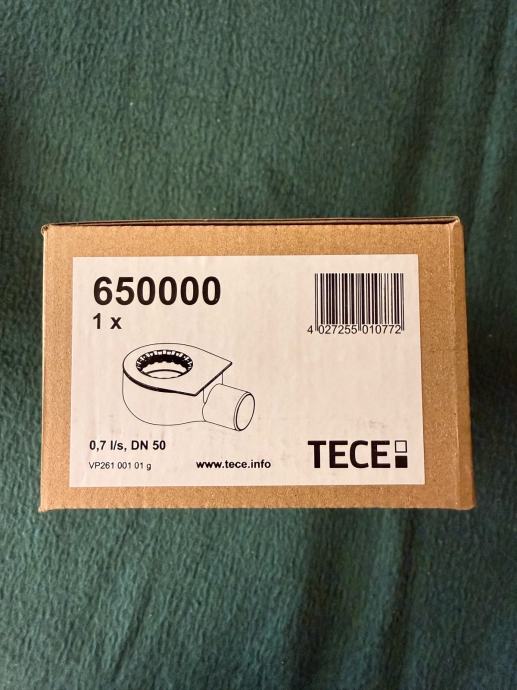 650000
1 x
4 027255 010772
0,7 l/s, DN 50
VP261 001 01 g
www.tece.info
TECE